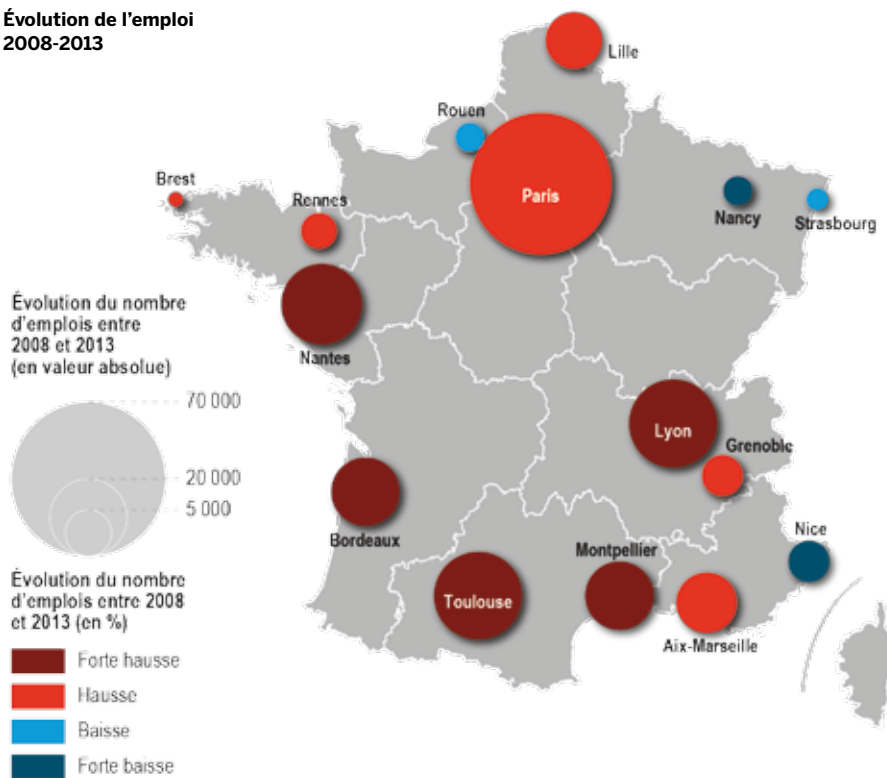 Évolution de l'emploi
2008-2013
Lille
Rouen
Paris
Brest
Rennes
Nancy
Strasbourg
Nantes
Évolution du nombre
d'emplois entre
2008 et 2013
(en valeur absolue)
70 000
20 000
5 000
Lyon
Grenoble
Bordeaux
Nice
Montpellier
Toulouse
Aix-Marseille
Évolution du nombre
d'emplois entre 2008
et 2013 (en %)
Forte hausse
Hausse
Baisse
Forte baisse